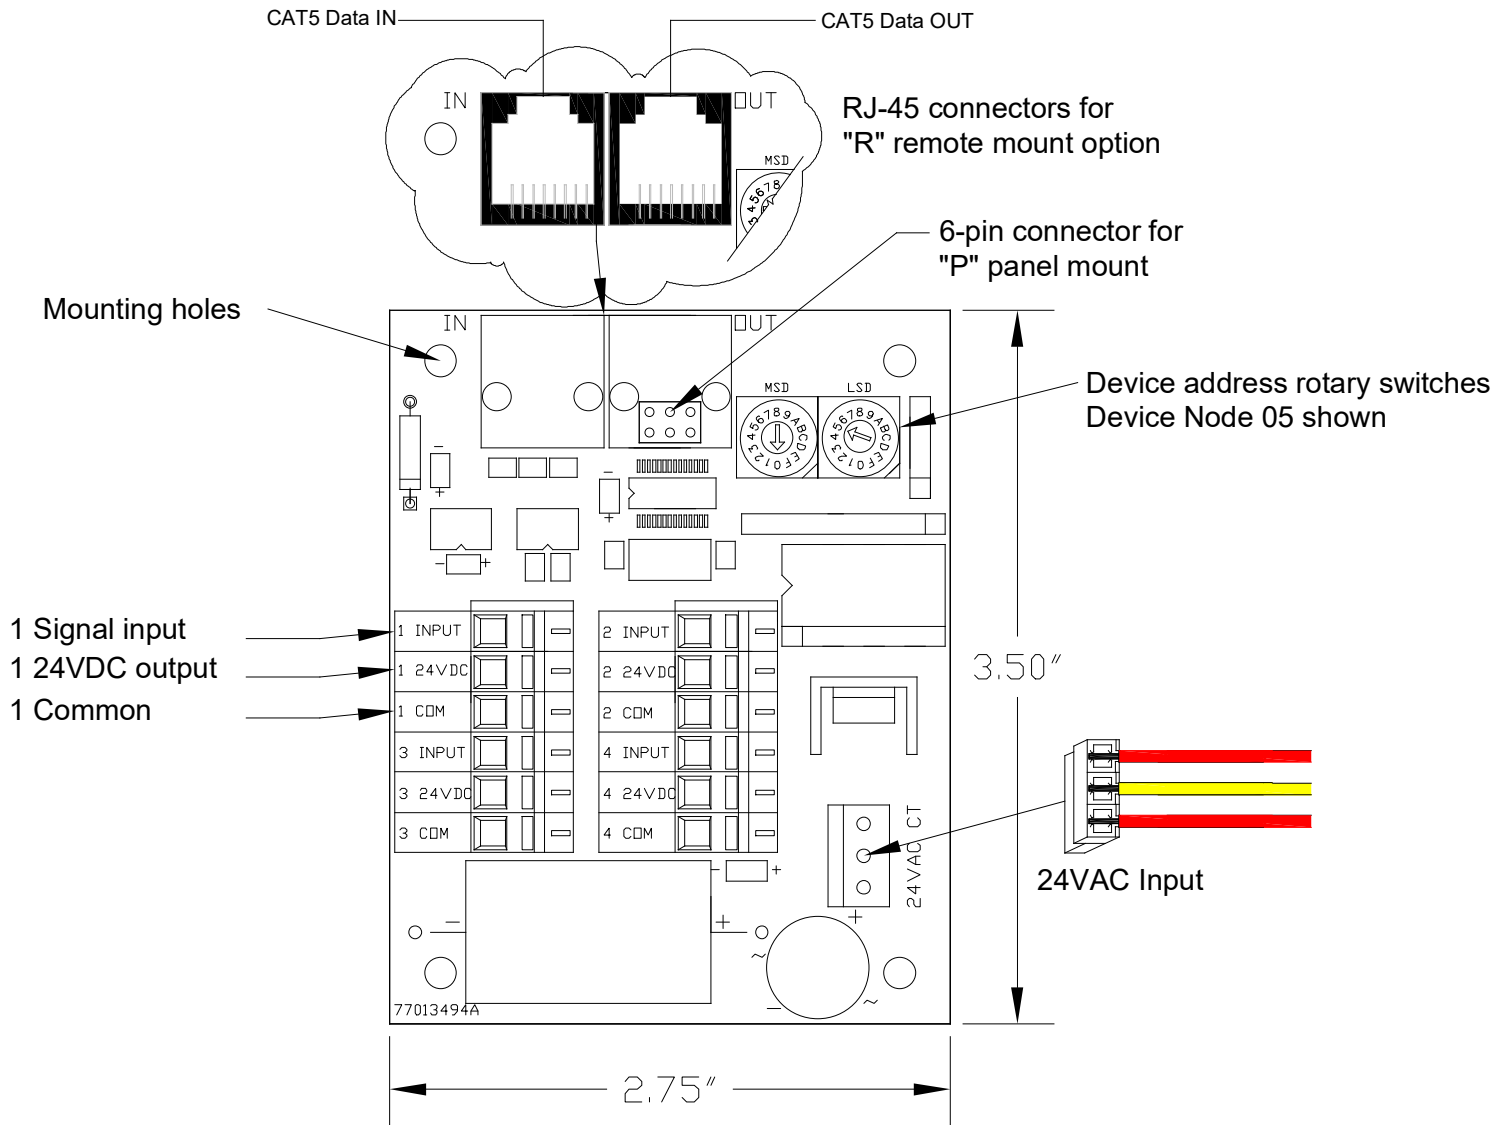 CAT5 Data IN
CAT5 Data OUT
IN
OUT
RJ-45 connectors for
"R" remote mount option
MSD
345678
6-pin connector for
"P" panel mount
Mounting holes
IN
OUT
MSD
LSD
0123456789ABCDEF
0123456789ABCDEF
Device address rotary switches
Device Node 05 shown
-
+
-
+
-
+
1 Signal input
1 24VDC output
1 Common
1 INPUT
1 24VDC
1 COM
3 INPUT
3 24VDC
3 COM
2 INPUT
2 24VDC
2 COM
4 INPUT
4 24VDC
4 COM
3.50"
24VAC CT
24VAC Input
-
+
-
+
+
~
~
-
77013494A
2.75"